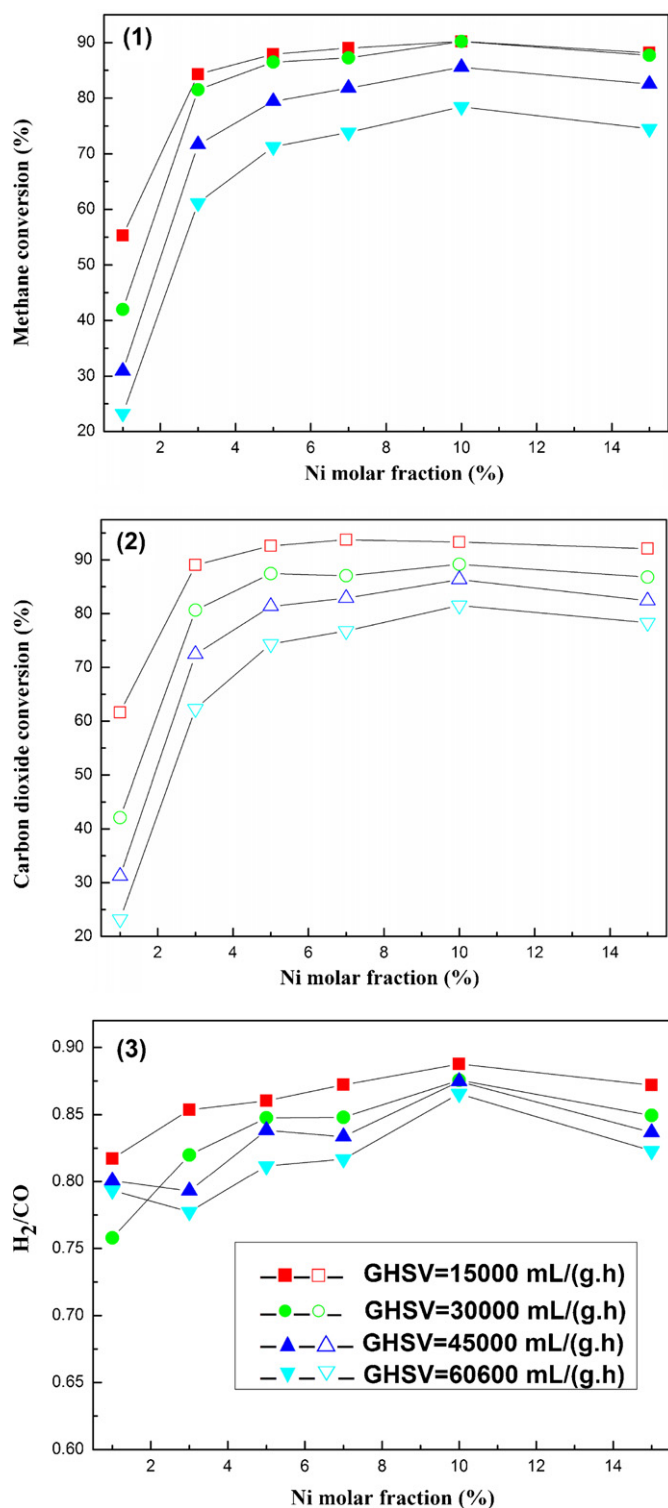 (1)
90
80
70
60
50
40
30
20
Methane conversion (%)
2 4 6 8 10 12 14
Ni molar fraction (%)
(2)
90
80
70
60
50
40
30
20
Carbon dioxide conversion (%)
2 4 6 8 10 12 14
Ni molar fraction (%)
(3)
0.90
0.85
0.80
0.75
0.70
0.65
0.60
H₂/CO
GHSV=15000 mL/(g.h)
GHSV=30000 mL/(g.h)
GHSV=45000 mL/(g.h)
GHSV=60600 mL/(g.h)
2 4 6 8 10 12 14
Ni molar fraction (%)